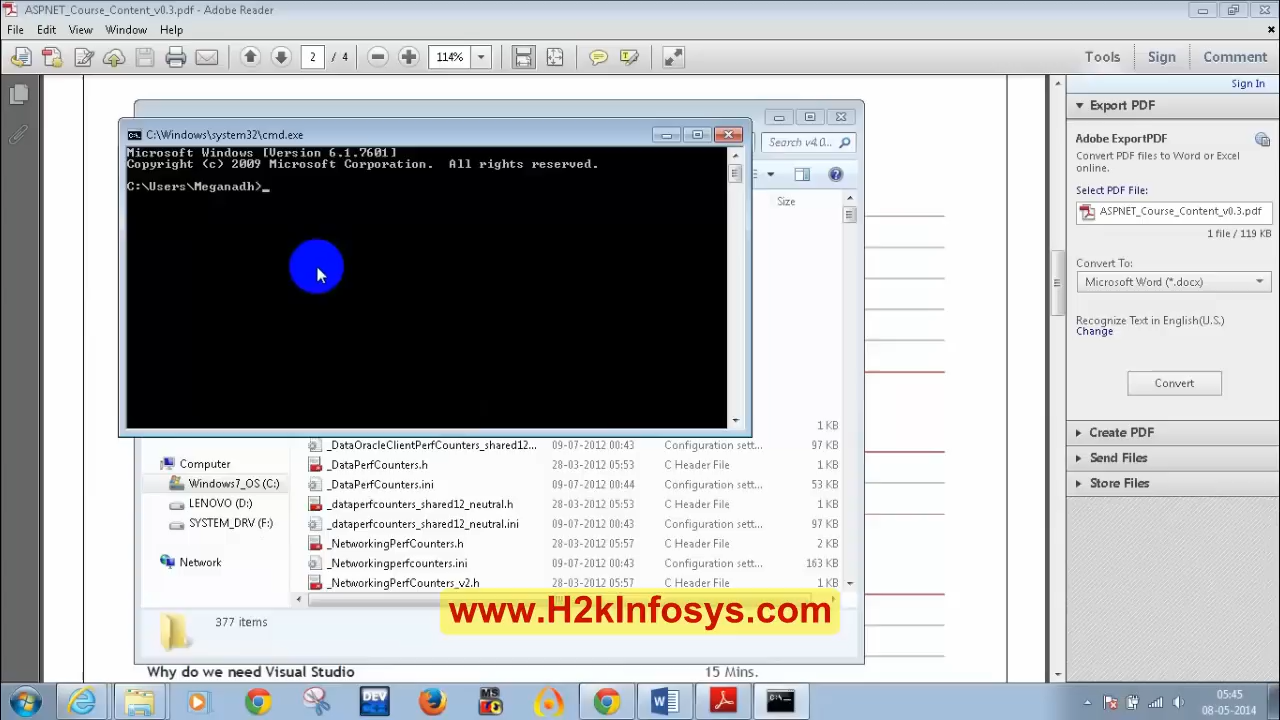 ASPNET_Course_Content_v0.3.pdf - Adobe Reader
File Edit View Window Help
2 / 4 114% Tools Sign Comment
Sign In
Export PDF
Adobe ExportPDF
Convert PDF files to Word or Excel
online.
Select PDF File:
ASPNET_Course_Content_v0.3.pdf
1 file / 119 KB
Convert To:
Microsoft Word (*.docx)
Recognize Text in English(U.S.)
Change
Convert
Create PDF
Send Files
Store Files
Search v4.0...
Size
C:\Windows\system32\cmd.exe
Microsoft Windows [Version 6.1.7601]
Copyright (c) 2009 Microsoft Corporation. All rights reserved.
C:\Users\Meganadh>_
1 KB
_DataOracleClientPerfCounters_shared12... 09-07-2012 00:43 Configuration sett... 97 KB
Computer _DataPerfCounters.h 28-03-2012 05:53 C Header File 1 KB
Windows7_OS (C:) _DataPerfCounters.ini 09-07-2012 00:44 Configuration sett... 53 KB
LENOVO (D:) _dataperfcounters_shared12_neutral.h 28-03-2012 05:53 C Header File 1 KB
SYSTEM_DRV (F:) _dataperfcounters_shared12_neutral.ini 09-07-2012 00:43 Configuration sett... 97 KB
_NetworkingPerfCounters.h 28-03-2012 05:57 C Header File 2 KB
Network _Networkingperfcounters.ini 09-07-2012 00:43 Configuration sett... 163 KB
_NetworkingPerfCounters_v2.h 28-03-2012 05:57 C Header File 1 KB
www.H2kInfosys.com
377 items
Why do we need Visual Studio 15 Mins.
DEV
MS
05:45
08-05-2014